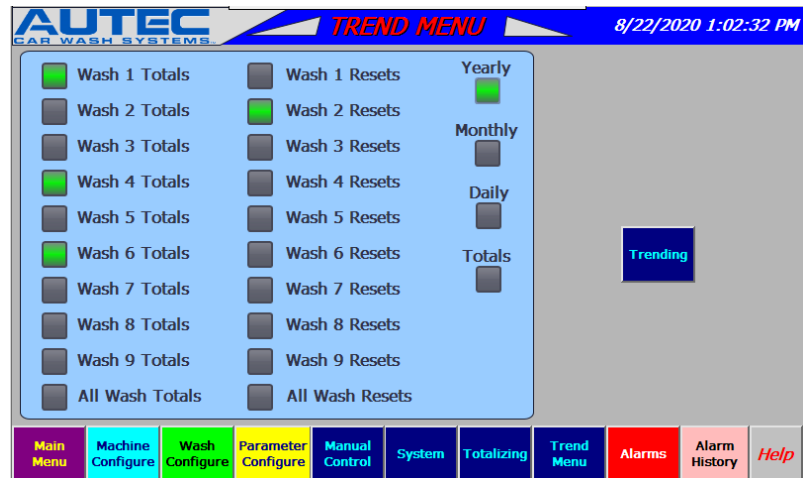 AUTEC
CAR WASH SYSTEMS
TREND MENU
8/22/2020 1:02:32 PM
Wash 1 Totals
Wash 2 Totals
Wash 3 Totals
Wash 4 Totals
Wash 5 Totals
Wash 6 Totals
Wash 7 Totals
Wash 8 Totals
Wash 9 Totals
All Wash Totals
Wash 1 Resets
Wash 2 Resets
Wash 3 Resets
Wash 4 Resets
Wash 5 Resets
Wash 6 Resets
Wash 7 Resets
Wash 8 Resets
Wash 9 Resets
All Wash Resets
Yearly
Monthly
Daily
Totals
Trending
Main
Menu
Machine
Configure
Wash
Configure
Parameter
Configure
Manual
Control
System
Totalizing
Trend
Menu
Alarms
Alarm
History
Help